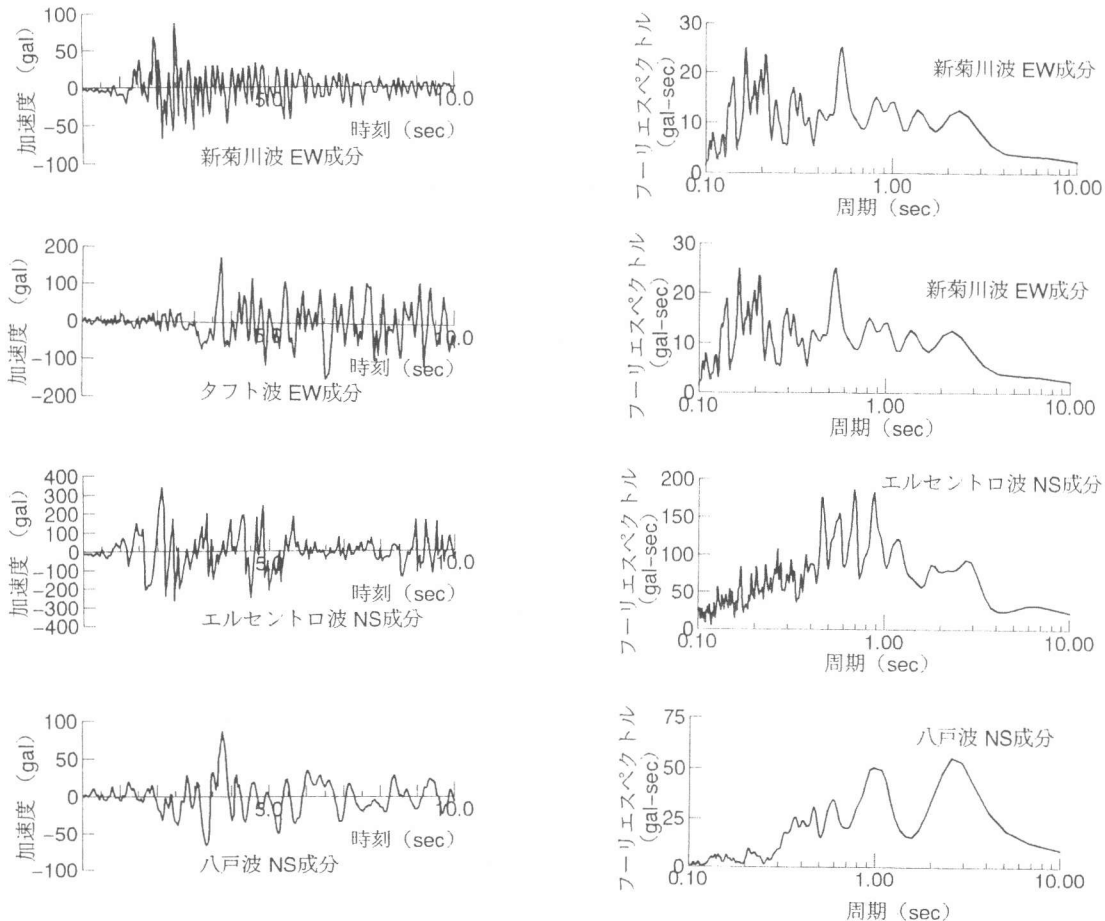 100
50
0
-50
-100
加速度 (gal)
5.0
10.0
時刻 (sec)
新菊川波 EW成分
30
20
10
0
フーリエスペクトル
(gal-sec)
新菊川波 EW成分
0.10
1.00
10.00
周期 (sec)
200
100
0
-100
-200
加速度 (gal)
5.0
10.0
時刻 (sec)
タフト波 EW成分
30
20
10
0
フーリエスペクトル
(gal-sec)
新菊川波 EW成分
0.10
1.00
10.00
周期 (sec)
400
300
200
100
0
-100
-200
-300
-400
加速度 (gal)
5.0
10.0
時刻 (sec)
エルセントロ波 NS成分
200
150
100
50
0
フーリエスペクトル
(gal-sec)
エルセントロ波 NS成分
0.10
1.00
10.00
周期 (sec)
100
50
0
-50
-100
加速度 (gal)
5.0
10.0
時刻 (sec)
八戸波 NS成分
75
50
25
0
フーリエスペクトル
(gal-sec)
八戸波 NS成分
0.10
1.00
10.00
周期 (sec)